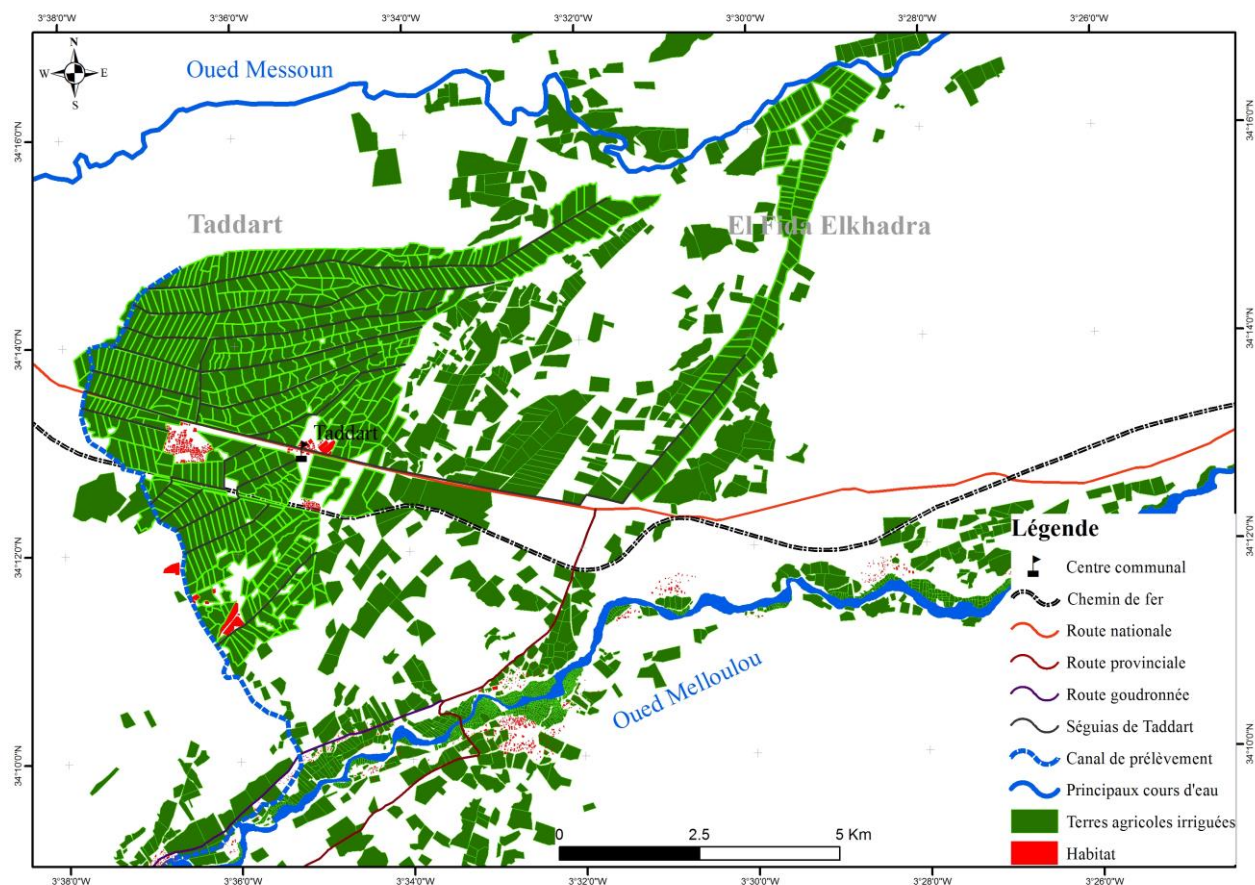 3°38'0"W 3°36'0"W 3°34'0"W 3°32'0"W 3°30'0"W 3°28'0"W 3°26'0"W
N
W E
S
Oued Messoun
34°16'0"N 34°16'0"N
Taddart El Fida Elkhadra
34°14'0"N 34°14'0"N
Taddart
34°12'0"N 34°12'0"N
Oued Melloulou
34°10'0"N 34°10'0"N
Légende
Centre communal
Chemin de fer
Route nationale
Route provinciale
Route goudronnée
Séguias de Taddart
Canal de prélèvement
Principaux cours d'eau
Terres agricoles irriguées
Habitat
0 2.5 5 Km
3°38'0"W 3°36'0"W 3°34'0"W 3°32'0"W 3°30'0"W 3°28'0"W 3°26'0"W